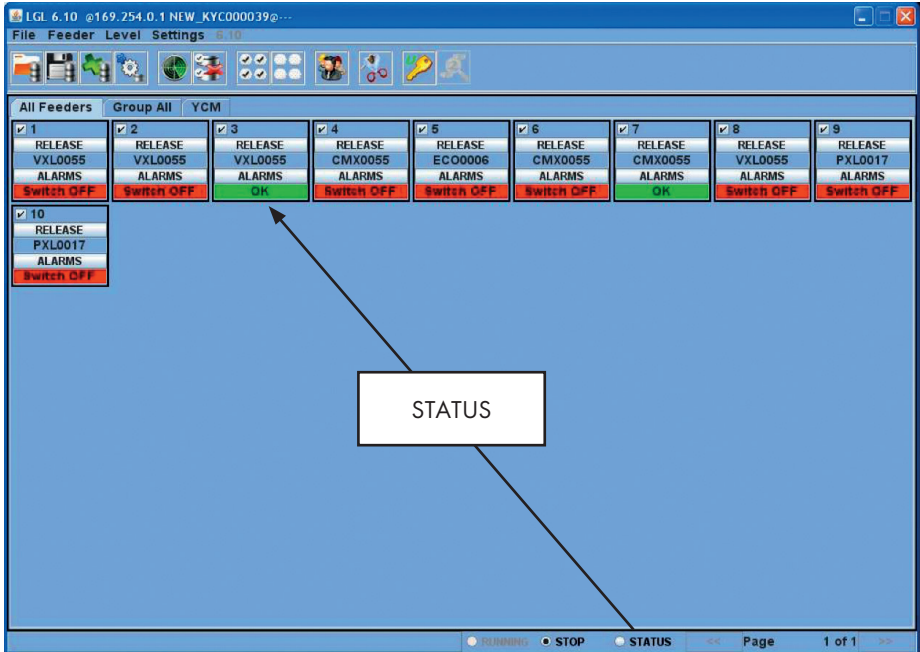 LGL 6.10 @169.254.0.1 NEW_KYC000039@---
File Feeder Level Settings 6.10
All Feeders Group All YCM
1 2 3 4 5 6 7 8 9
RELEASE RELEASE RELEASE RELEASE RELEASE RELEASE RELEASE RELEASE RELEASE
VXL0055 VXL0055 VXL0055 CMX0055 ECO0006 CMX0055 CMX0055 VXL0055 PXL0017
ALARMS ALARMS ALARMS ALARMS ALARMS ALARMS ALARMS ALARMS ALARMS
Switch OFF Switch OFF OK Switch OFF Switch OFF Switch OFF OK Switch OFF Switch OFF
10
RELEASE
PXL0017
ALARMS
Switch OFF
STATUS
RUNNING STOP STATUS << Page 1 of 1 >>